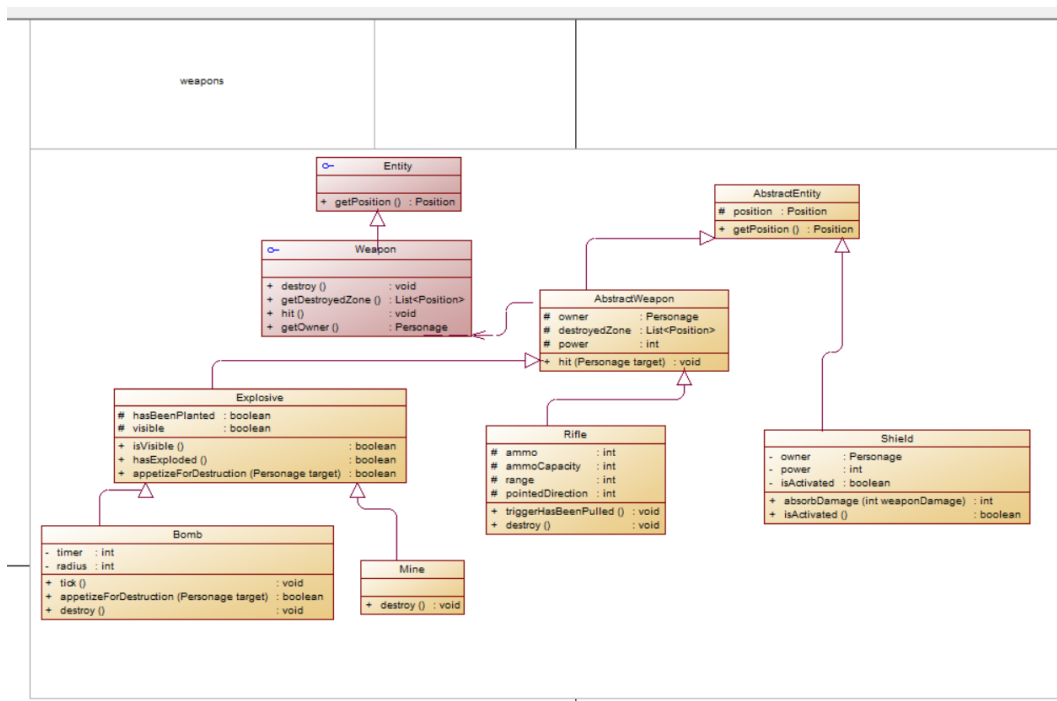 weapons
Entity
+ getPosition () : Position
Weapon
+ destroy () : void
+ getDestroyedZone () : List<Position>
+ hit () : void
+ getOwner () : Personage
AbstractEntity
# position : Position
+ getPosition () : Position
AbstractWeapon
# owner : Personage
# destroyedZone : List<Position>
# power : int
+ hit (Personage target) : void
Explosive
# hasBeenPlanted : boolean
# visible : boolean
+ isVisible () : boolean
+ hasExploded () : boolean
+ appetizeForDestruction (Personage target) : boolean
Rifle
# ammo : int
# ammoCapacity : int
# range : int
# pointedDirection : int
+ triggerHasBeenPulled () : void
+ destroy () : void
Shield
- owner : Personage
- power : int
- isActivated : boolean
+ absorbDamage (int weaponDamage) : int
+ isActivated () : boolean
Bomb
- timer : int
- radius : int
+ tick () : void
+ appetizeForDestruction (Personage target) : boolean
+ destroy () : void
Mine
+ destroy () : void